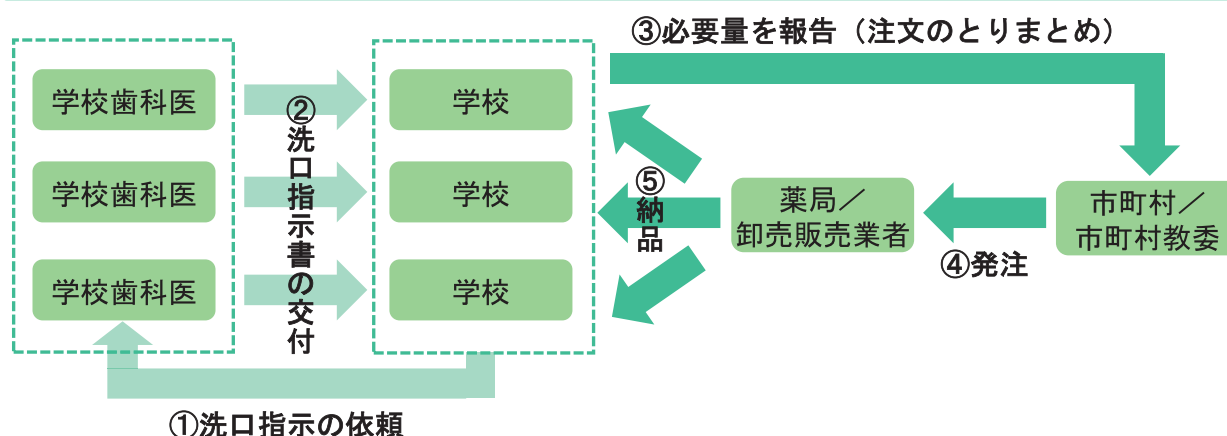 ③必要量を報告（注文のとりまとめ）
学校歯科医
学校歯科医
学校歯科医
②洗口指示書の交付
学校
学校
学校
⑤納品
薬局／
卸売販売業者
④発注
市町村／
市町村教委
①洗口指示の依頼